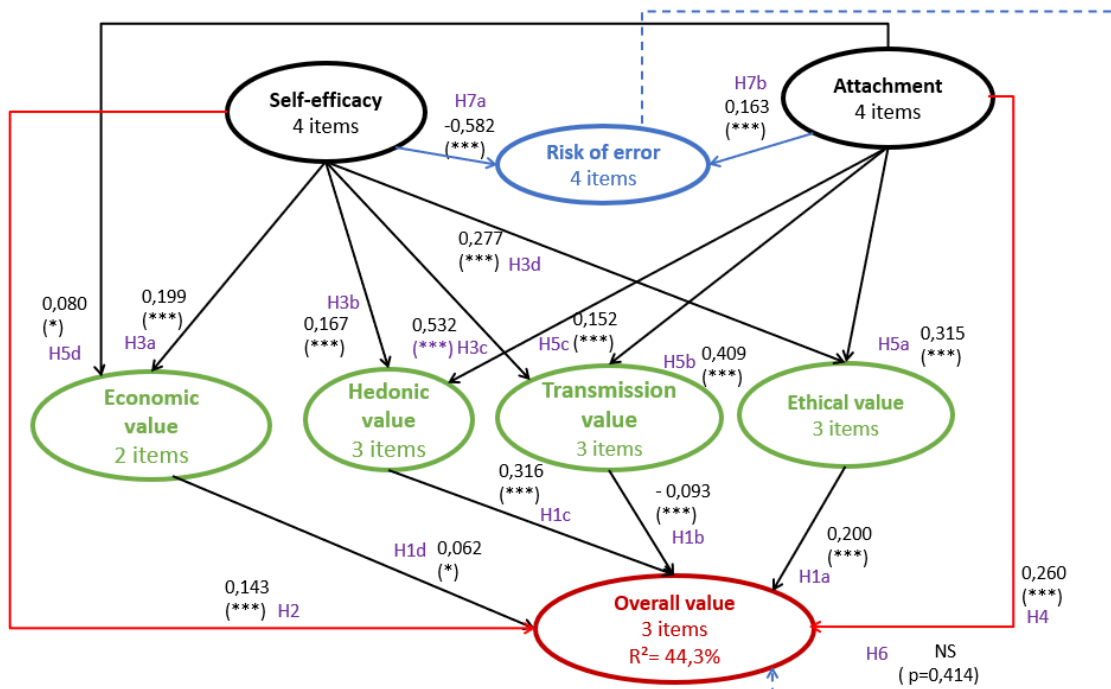 Self-efficacy
4 items
H7a
-0,582
(***)
Risk of error
4 items
H7b
0,163
(***)
Attachment
4 items
0,277
(***) H3d
0,080
(*)
H5d
0,199
(***)
H3a
H3b
0,167
(***)
0,532
(***) H3c
0,152
H5c (***)
H5b 0,409
(***)
H5a 0,315
(***)
Economic
value
2 items
Hedonic
value
3 items
Transmission
value
3 items
Ethical value
3 items
0,316
(***)
H1c
- 0,093
(***)
H1b
0,200
(***)
H1a
H1d 0,062
(*)
0,143
(***) H2
0,260
(***)
H4
Overall value
3 items
R²= 44,3%
H6 NS
( p=0,414)